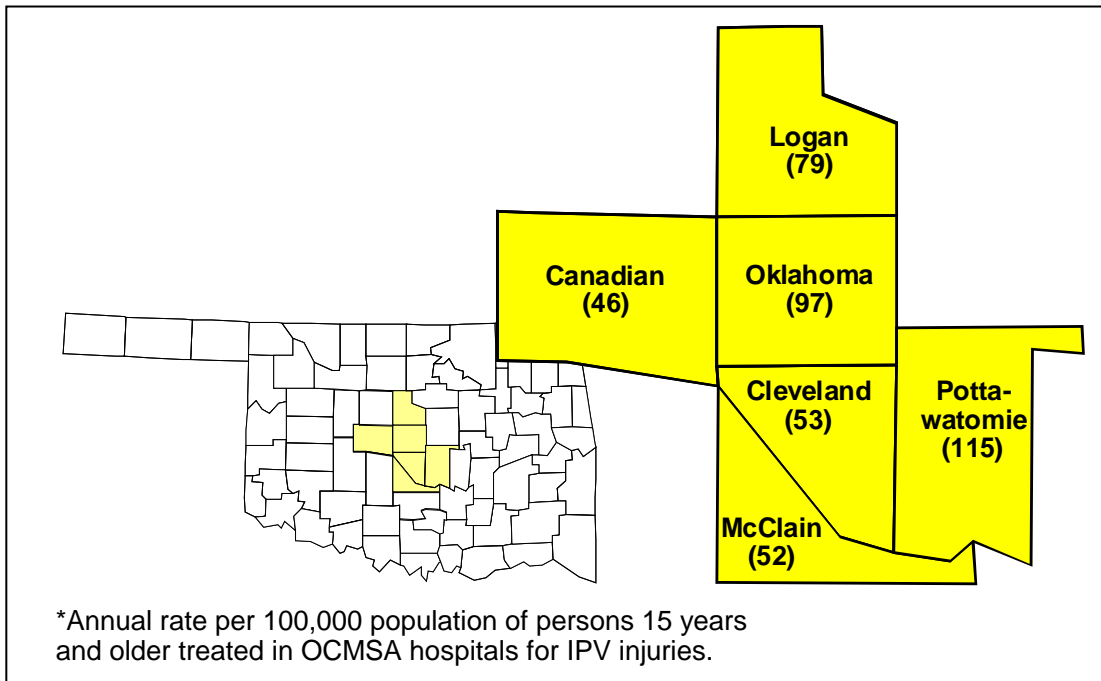 Logan
(79)
Canadian
(46)
Oklahoma
(97)
Cleveland
(53)
Potta-
watomie
(115)
McClain
(52)
*Annual rate per 100,000 population of persons 15 years
and older treated in OCMSA hospitals for IPV injuries.